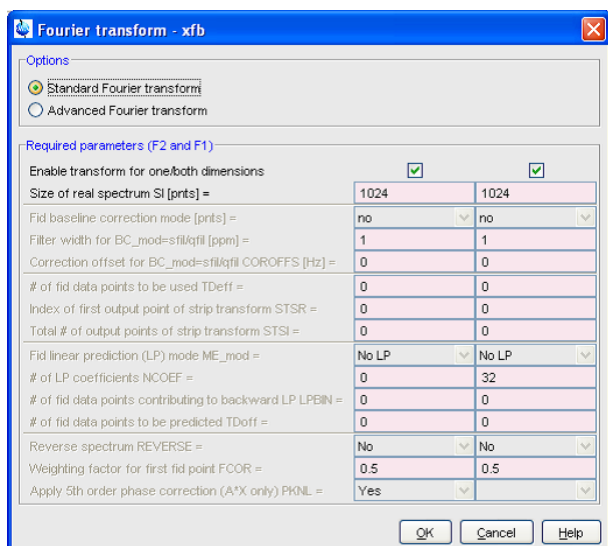 Fourier transform - xfb
Options
Standard Fourier transform
Advanced Fourier transform
Required parameters (F2 and F1)
Enable transform for one/both dimensions
Size of real spectrum SI [pnts] = 1024 1024
Fid baseline correction mode [pnts] = no no
Filter width for BC_mod=sfil/qfil [ppm] = 1 1
Correction offset for BC_mod=sfil/qfil COROFFS [Hz] = 0 0
# of fid data points to be used TDeff = 0 0
Index of first output point of strip transform STSR = 0 0
Total # of output points of strip transform STSI = 0 0
Fid linear prediction (LP) mode ME_mod = No LP No LP
# of LP coefficients NCOEF = 0 32
# of fid data points contributing to backward LP LPBIN = 0 0
# of fid data points to be predicted TDoff = 0 0
Reverse spectrum REVERSE = No No
Weighting factor for first fid point FCOR = 0.5 0.5
Apply 5th order phase correction (A*X only) PKNL = Yes
OK Cancel Help